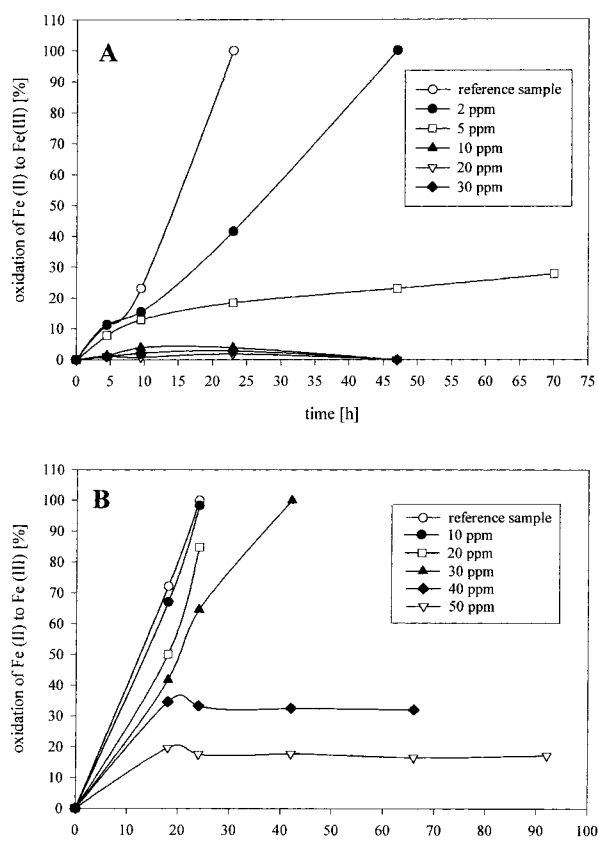 A
oxidation of Fe (II) to Fe(III) [%]
110
100
90
80
70
60
50
40
30
20
10
0
reference sample
2 ppm
5 ppm
10 ppm
20 ppm
30 ppm
0 5 10 15 20 25 30 35 40 45 50 55 60 65 70 75
time [h]
B
oxidation of Fe (II) to Fe (III) [%]
110
100
90
80
70
60
50
40
30
20
10
0
reference sample
10 ppm
20 ppm
30 ppm
40 ppm
50 ppm
0 10 20 30 40 50 60 70 80 90 100